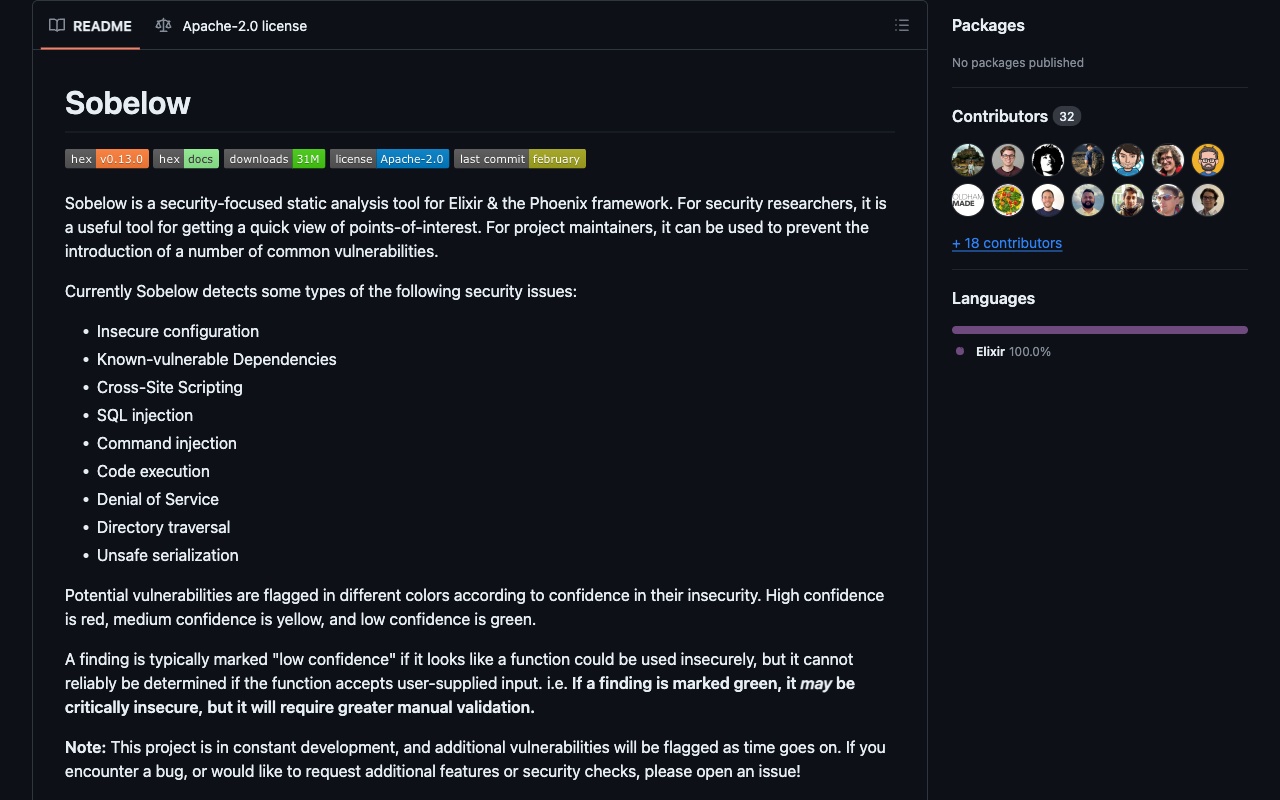 README
Apache-2.0 license
Sobelow
hex v0.13.0 hex docs downloads 31M license Apache-2.0 last commit february
Sobelow is a security-focused static analysis tool for Elixir & the Phoenix framework. For security researchers, it is
a useful tool for getting a quick view of points-of-interest. For project maintainers, it can be used to prevent the
introduction of a number of common vulnerabilities.
Currently Sobelow detects some types of the following security issues:
• Insecure configuration
• Known-vulnerable Dependencies
• Cross-Site Scripting
• SQL injection
• Command injection
• Code execution
• Denial of Service
• Directory traversal
• Unsafe serialization
Potential vulnerabilities are flagged in different colors according to confidence in their insecurity. High confidence
is red, medium confidence is yellow, and low confidence is green.
A finding is typically marked "low confidence" if it looks like a function could be used insecurely, but it cannot
reliably be determined if the function accepts user-supplied input. i.e. If a finding is marked green, it may be
critically insecure, but it will require greater manual validation.
Note: This project is in constant development, and additional vulnerabilities will be flagged as time goes on. If you
encounter a bug, or would like to request additional features or security checks, please open an issue!
Packages
No packages published
Contributors 32
OLDHAM
MADE
+ 18 contributors
Languages
Elixir 100.0%